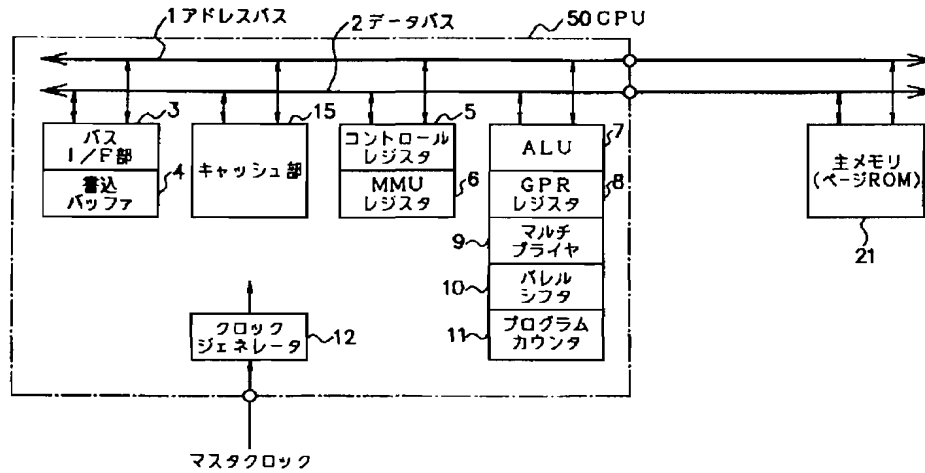 1アドレスバス
2データバス
50CPU
3
15
5
7
バス
I/F部
書込
バッファ
4
キャッシュ部
コントロール
レジスタ
MMU
レジスタ
6
ALU
GPR
レジスタ
8
マルチ
プライヤ
9
バレル
シフタ
10
プログラム
カウンタ
11
主メモリ
(ページROM)
21
クロック
ジェネレータ
12
マスタクロック